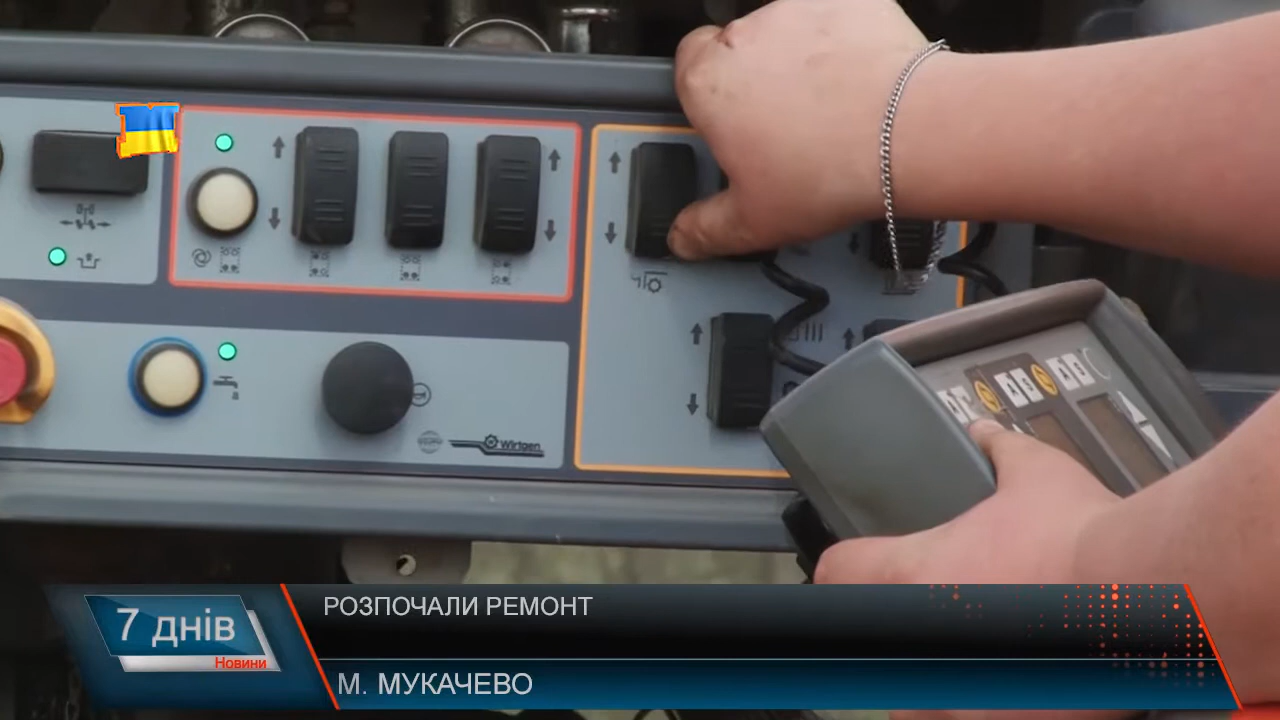 Wirtgen
7 днів
Новини
РОЗПОЧАЛИ РЕМОНТ
М. МУКАЧЕВО